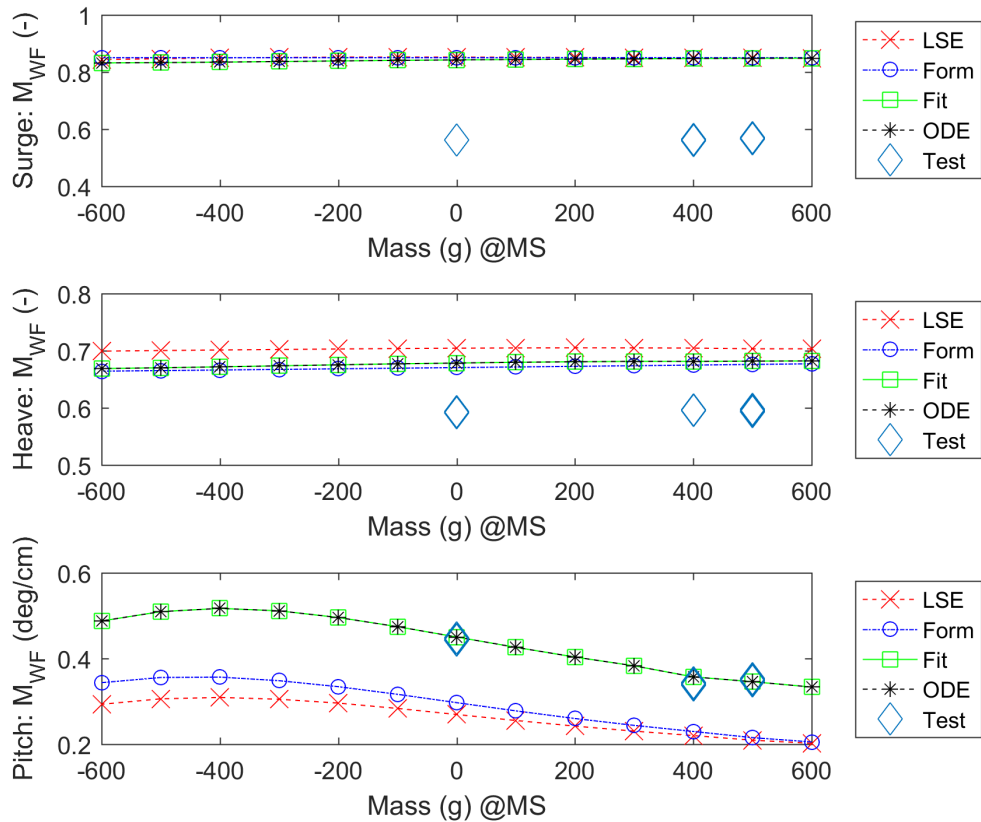 Surge: M_WF (-)
1
0.8
0.6
0.4
-600 -400 -200 0 200 400 600
Mass (g) @MS
LSE
Form
Fit
ODE
Test
Heave: M_WF (-)
0.8
0.7
0.6
0.5
-600 -400 -200 0 200 400 600
Mass (g) @MS
LSE
Form
Fit
ODE
Test
Pitch: M_WF (deg/cm)
0.6
0.4
0.2
-600 -400 -200 0 200 400 600
Mass (g) @MS
LSE
Form
Fit
ODE
Test